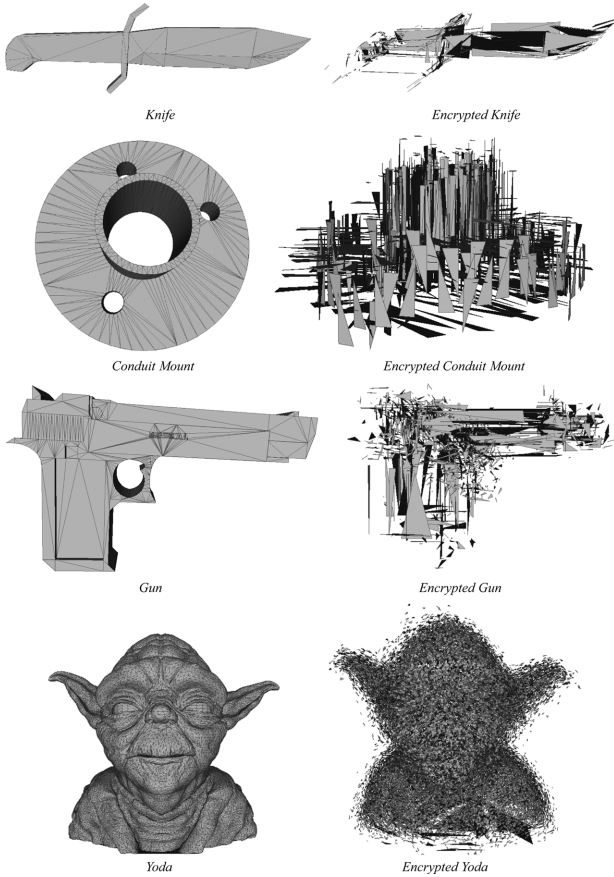 Knife
Encrypted Knife
Conduit Mount
Encrypted Conduit Mount
Gun
Encrypted Gun
Yoda
Encrypted Yoda